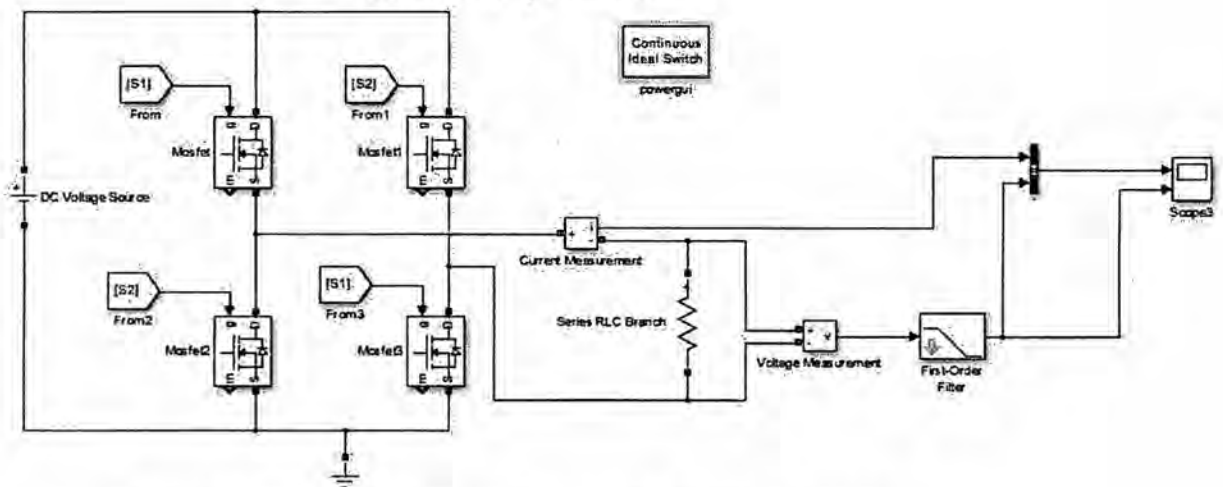 Continuous
Ideal Switch
powergui
[S1]
From
[S2]
From1
g
D
m
S
Mosfet
g
D
m
S
Mosfet1
DC Voltage Source
+
Scope3
+
i
-
Current Measurement
[S2]
From2
[S1]
From3
Series RLC Branch
g
D
m
S
Mosfet2
g
D
m
S
Mosfet3
+
-
v
Voltage Measurement
First-Order
Filter